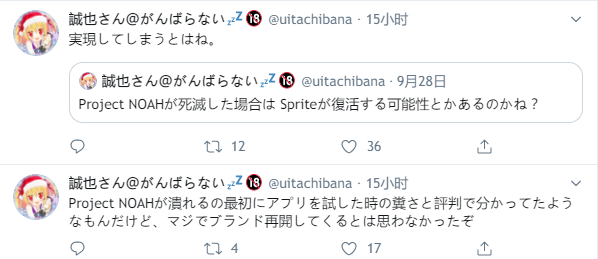 誠也さん@がんばらない💤🔞 @uitachibana · 15小时
実現してしまうとはね。
誠也さん@がんばらない💤🔞 @uitachibana · 9月28日
Project NOAHが死滅した場合は Spriteが復活する可能性とかあるのかね？
12 36
誠也さん@がんばらない💤🔞 @uitachibana · 15小时
Project NOAHが潰れるの最初にアプリを試した時の糞さと評判で分かってたような
もんだけど、マジでブランド再開してくるとは思わなかったぞ
4 17